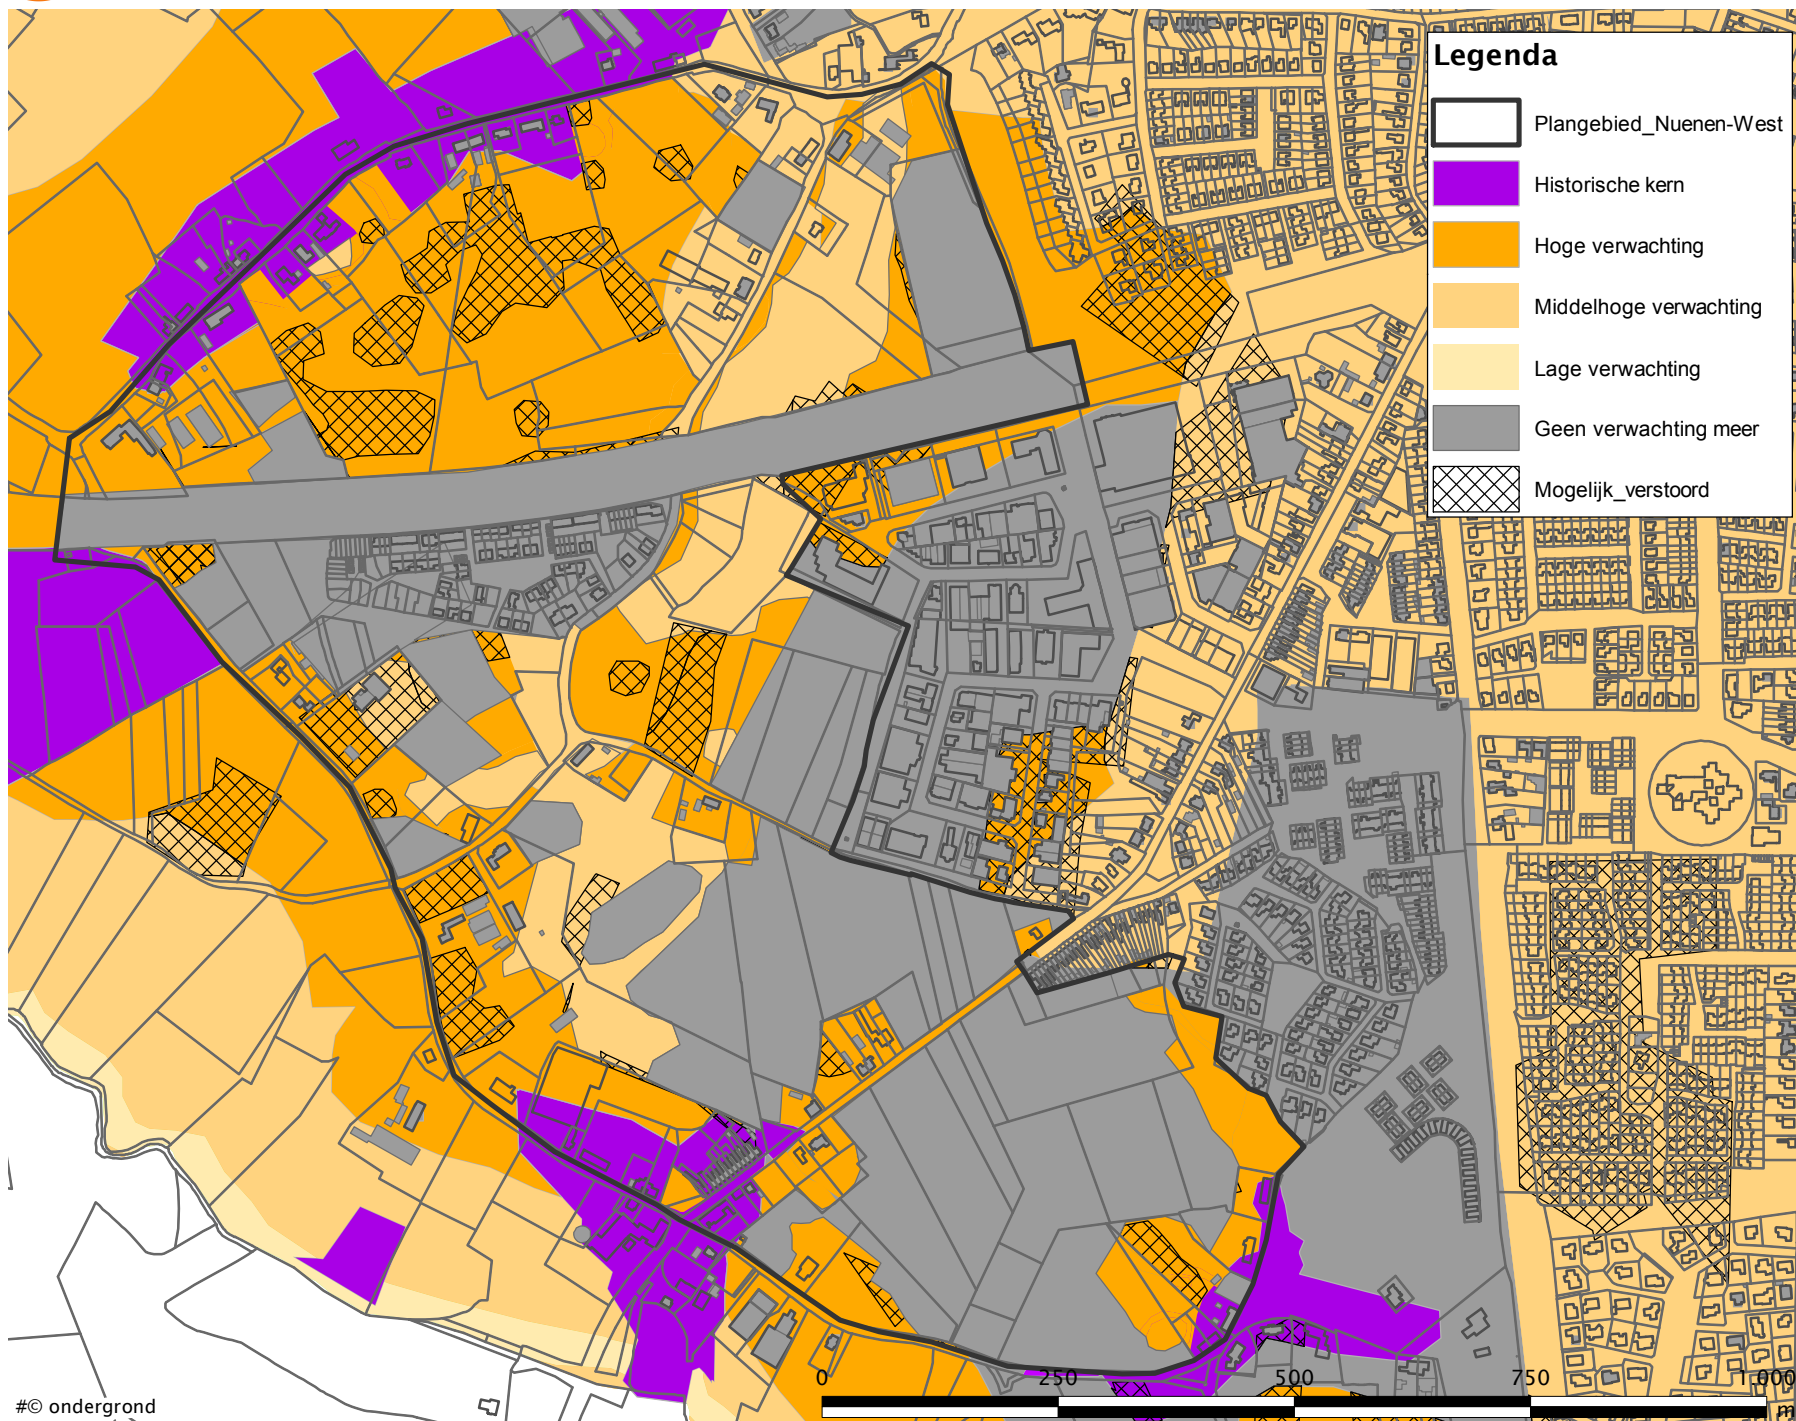 Legenda
Plangebied_Nuenen-West
Historische kern
Hoge verwachting
Middelhoge verwachting
Lage verwachting
Geen verwachting meer
Mogelijk_verstoord
0 250 500 750 1.000
m
#© ondergrond